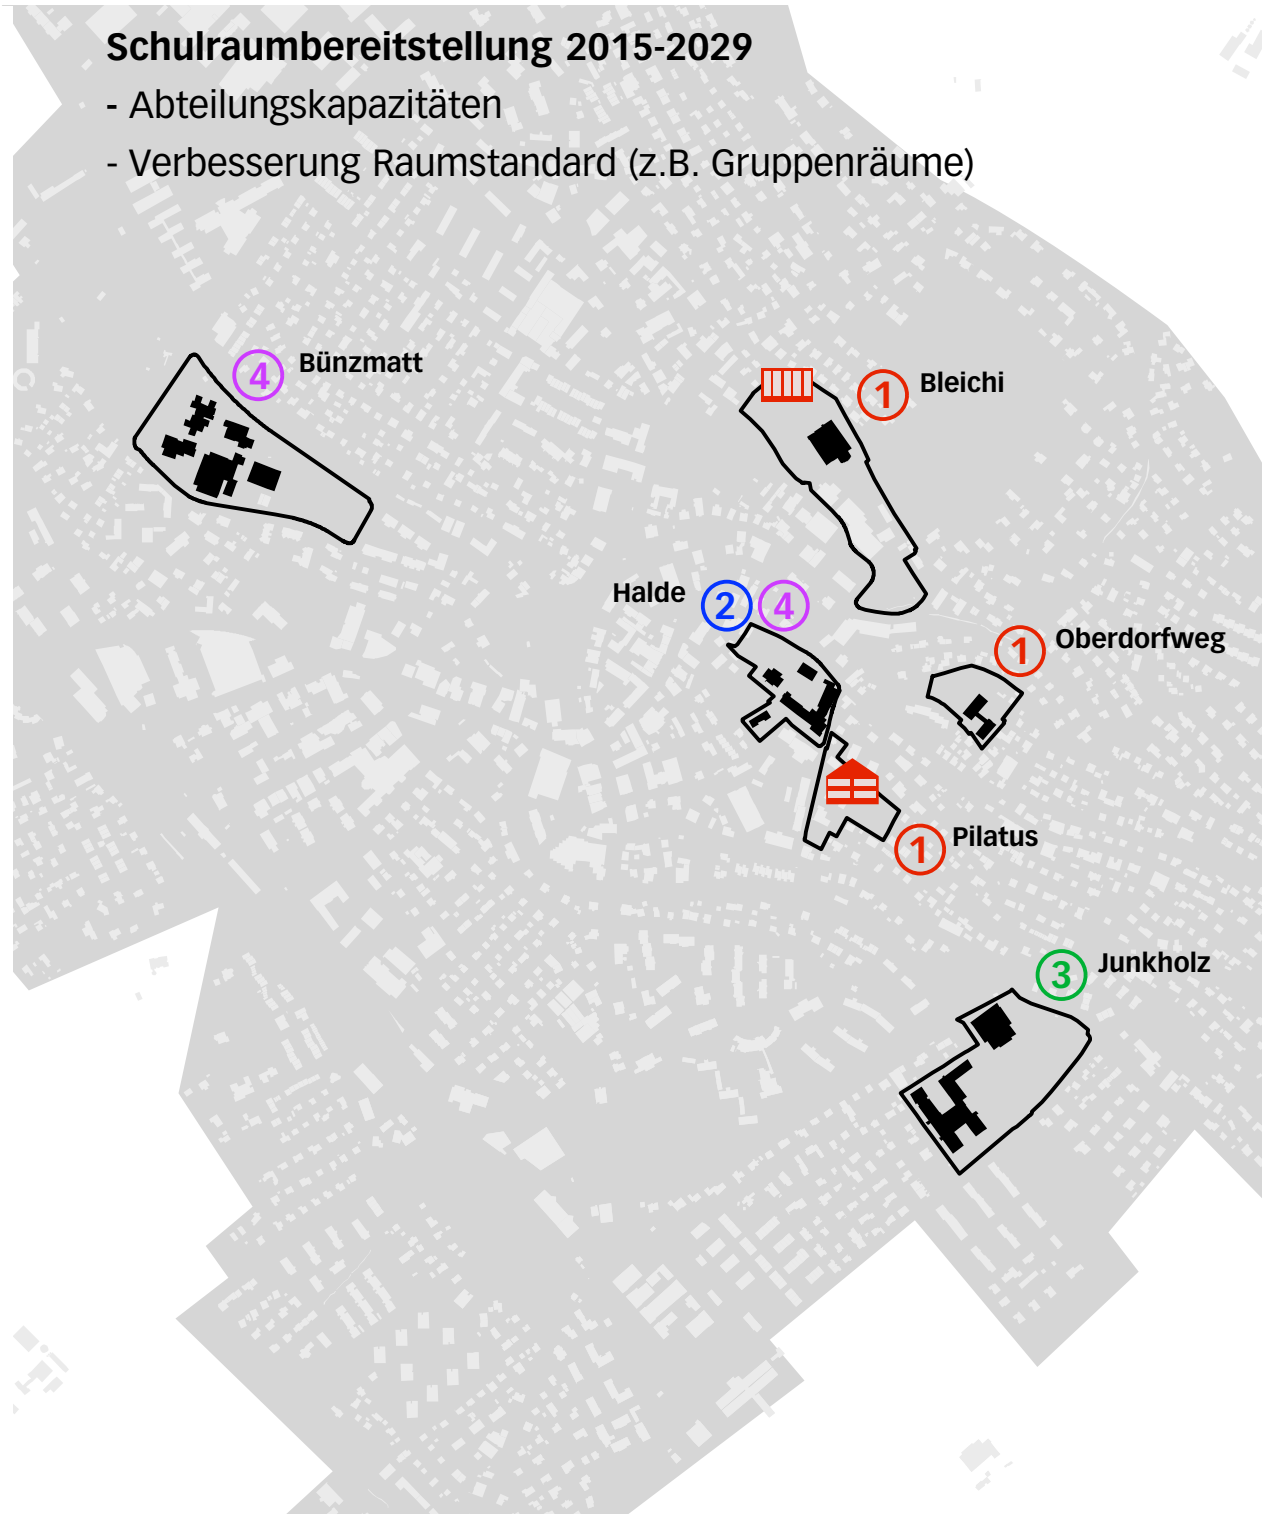 Schulraumbereitstellung 2015-2029
- Abteilungskapazitäten
- Verbesserung Raumstandard (z.B. Gruppenräume)
4 Bünzmatt
1 Bleichi
Halde 2 4
1 Oberdorfweg
1 Pilatus
3 Junkholz